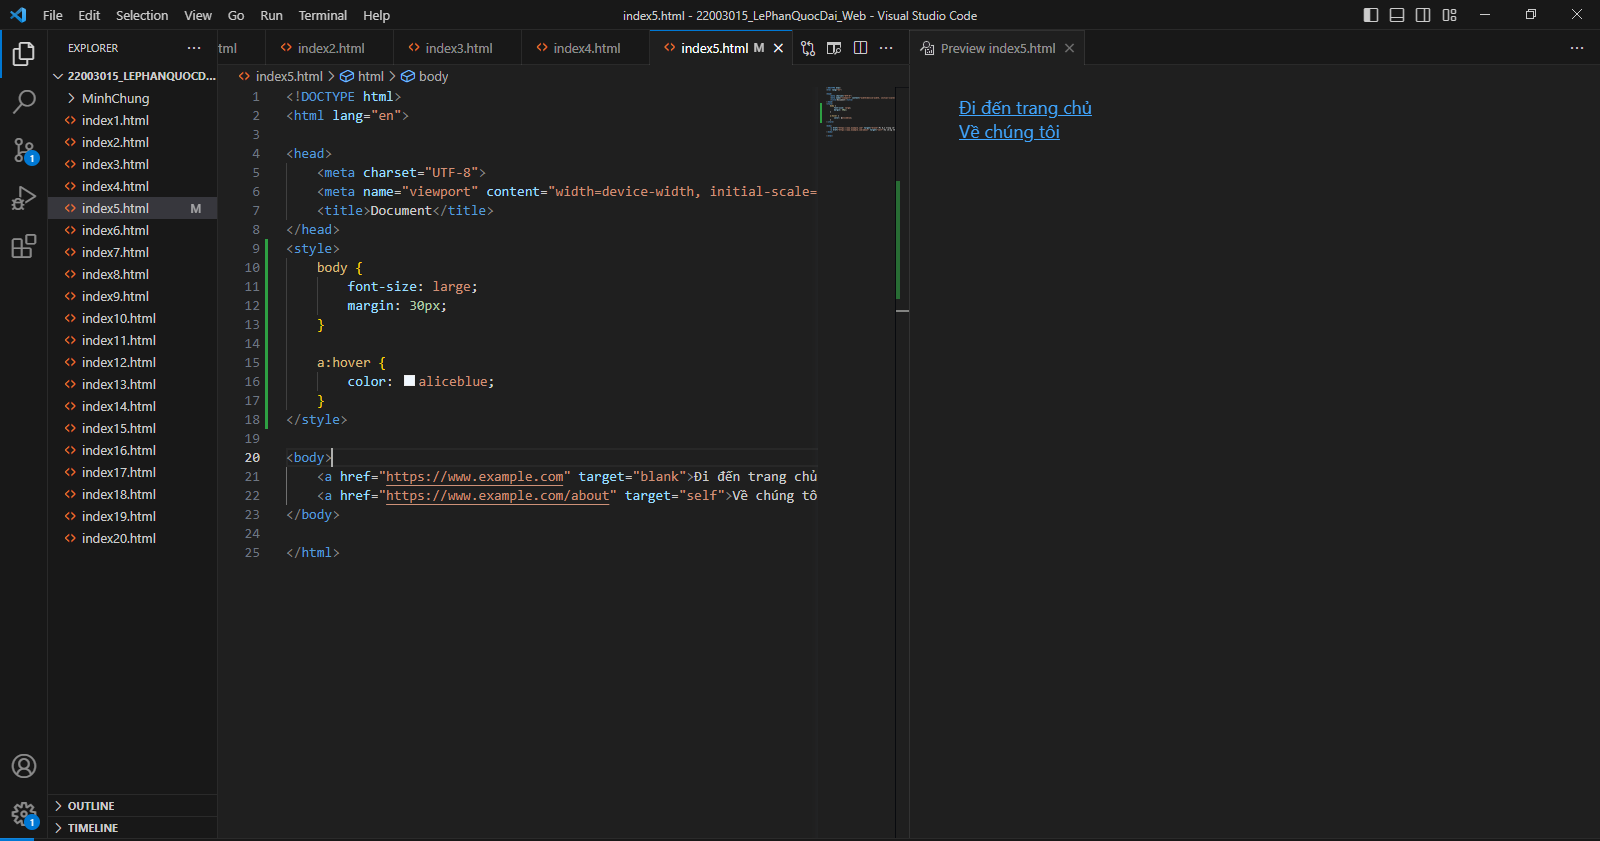 File Edit Selection View Go Run Terminal Help
index5.html - 22003015_LePhanQuocDai_Web - Visual Studio Code
EXPLORER
22003015_LEPHANQUOCD...
MinhChung
index1.html
index2.html
index3.html
index4.html
index5.html M
index6.html
index7.html
index8.html
index9.html
index10.html
index11.html
index12.html
index13.html
index14.html
index15.html
index16.html
index17.html
index18.html
index19.html
index20.html
OUTLINE
TIMELINE
1
1
tml index2.html index3.html index4.html index5.html M
index5.html > html > body
1 <!DOCTYPE html>
2 <html lang="en">
3
4 <head>
5 <meta charset="UTF-8">
6 <meta name="viewport" content="width=device-width, initial-scale=
7 <title>Document</title>
8 </head>
9 <style>
10 body {
11 font-size: large;
12 margin: 30px;
13 }
14
15 a:hover {
16 color: aliceblue;
17 }
18 </style>
19
20 <body>
21 <a href="https://www.example.com" target="blank">Đi đến trang chủ
22 <a href="https://www.example.com/about" target="self">Về chúng tô
23 </body>
24
25 </html>
Preview index5.html
Đi đến trang chủ
Về chúng tôi